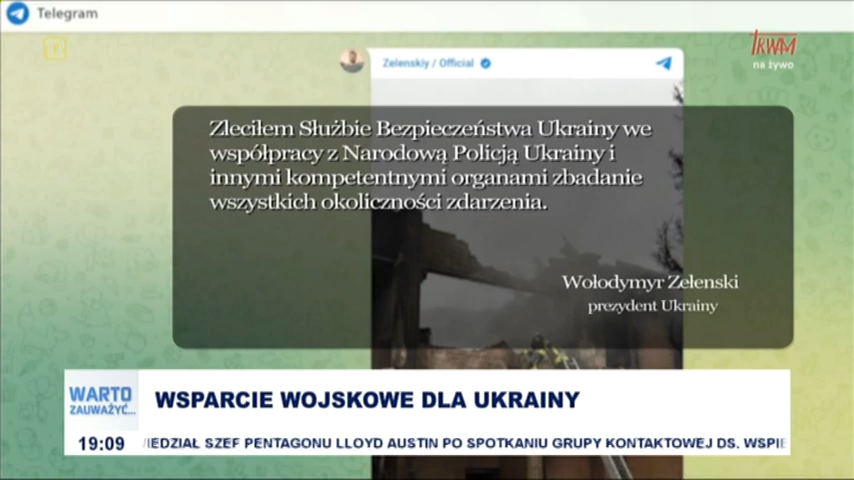 Telegram
Zelenskiy / Official
TRWAM
na żywo
Zleciłem Służbie Bezpieczeństwa Ukrainy we
współpracy z Narodową Policją Ukrainy i
innymi kompetentnymi organami zbadanie
wszystkich okoliczności zdarzenia.
Wołodymyr Zełenski
prezydent Ukrainy
WARTO
ZAUWAŻYĆ...
WSPARCIE WOJSKOWE DLA UKRAINY
19:09
IEDZIAŁ SZEF PENTAGONU LLOYD AUSTIN PO SPOTKANIU GRUPY KONTAKTOWEJ DS. WSPIE